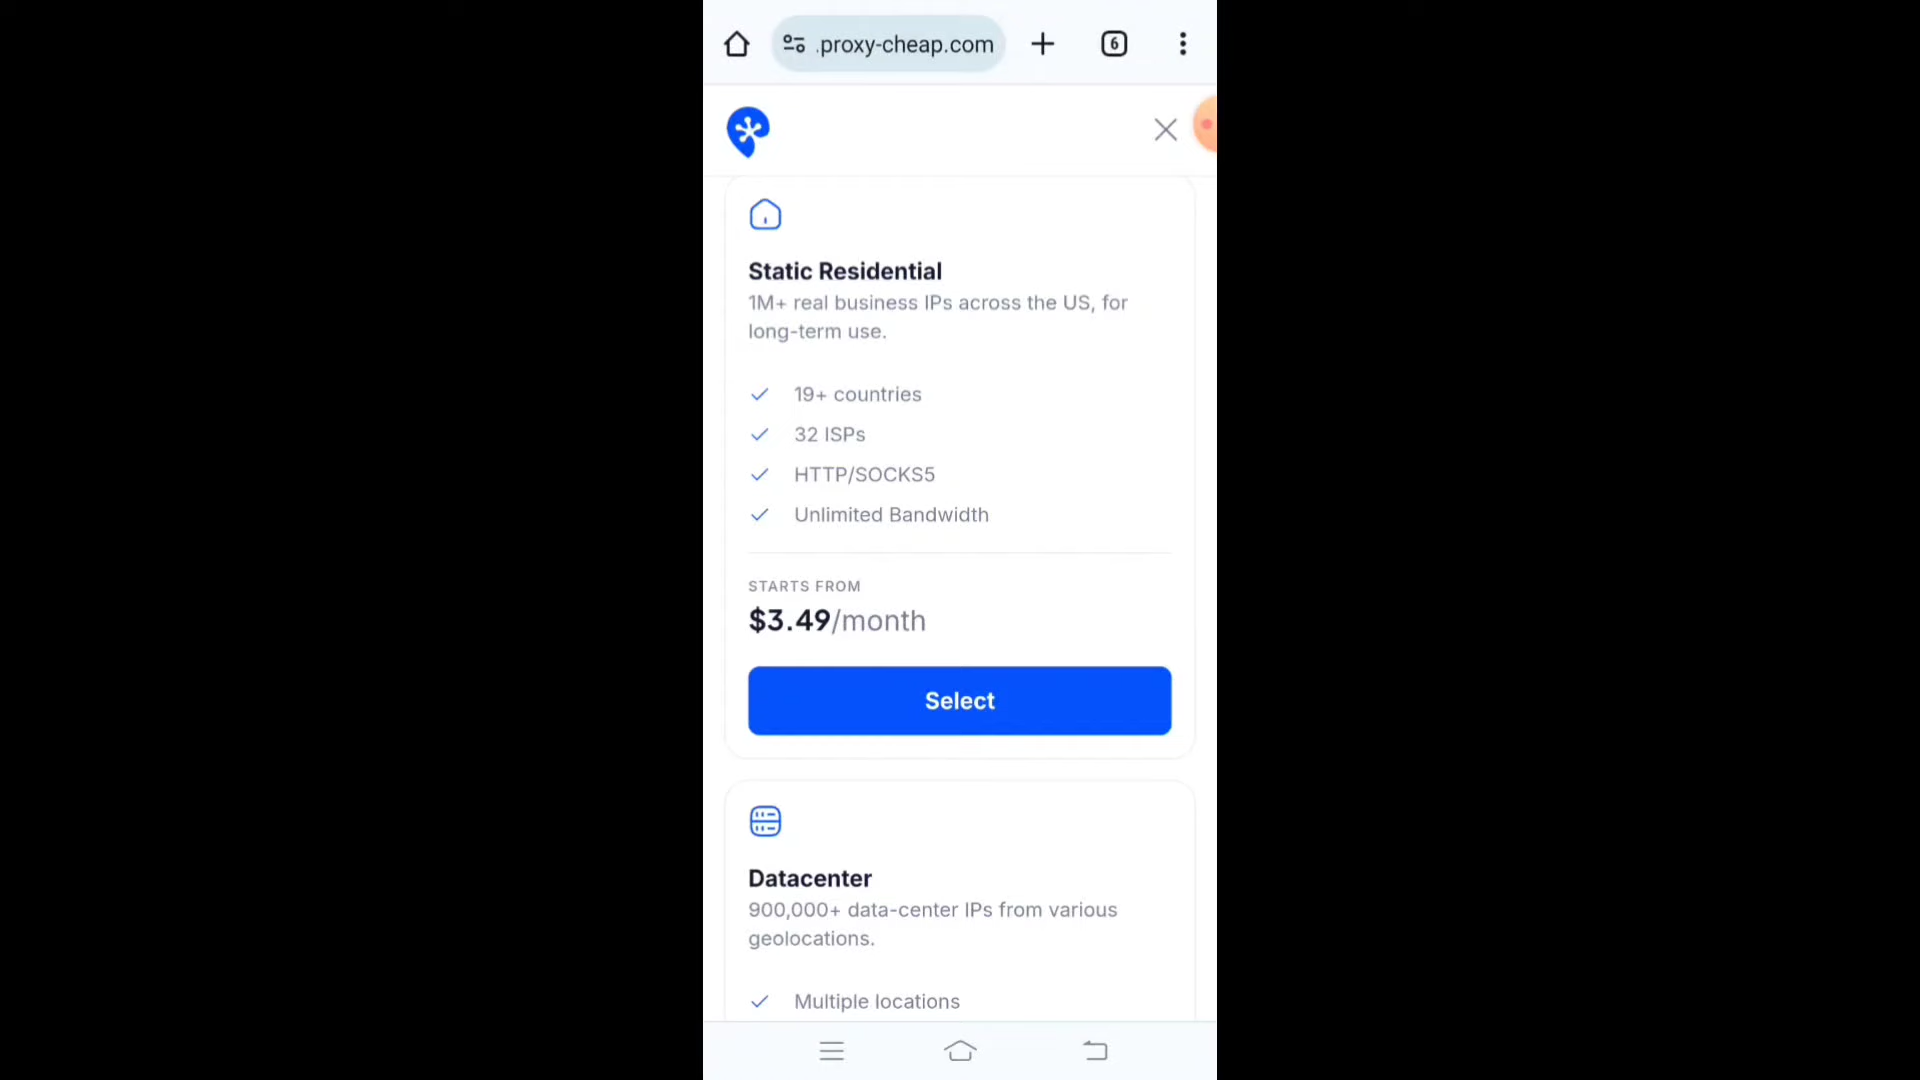 .proxy-cheap.com
6
Static Residential
1M+ real business IPs across the US, for
long-term use.
19+ countries
32 ISPs
HTTP/SOCKS5
Unlimited Bandwidth
STARTS FROM
$3.49/month
Select
Datacenter
900,000+ data-center IPs from various
geolocations.
Multiple locations